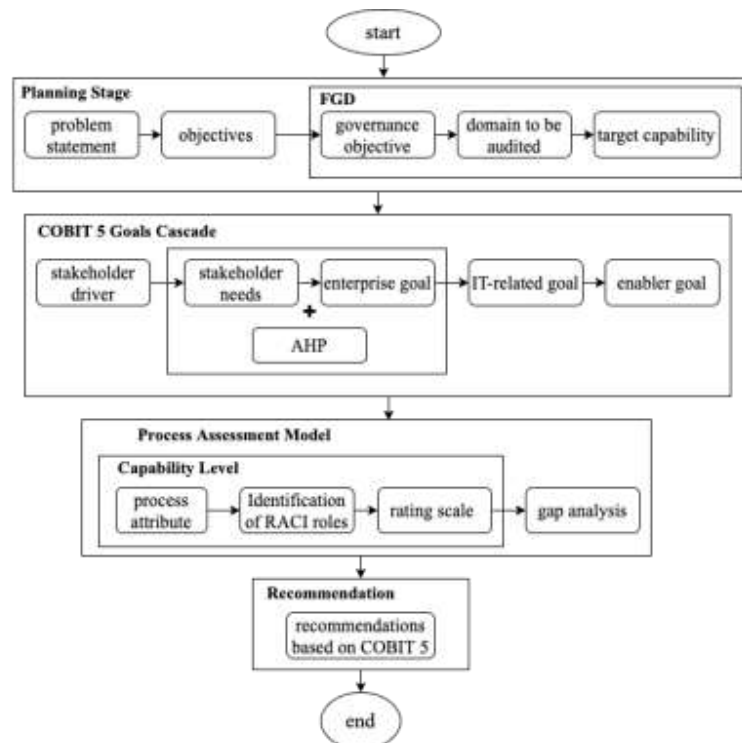 start
Planning Stage
FGD
problem
statement
objectives
governance
objective
domain to be
audited
target capability
COBIT 5 Goals Cascade
stakeholder
driver
stakeholder
needs
enterprise goal
IT-related goal
enabler goal
+
AHP
Process Assessment Model
Capability Level
process
attribute
Identification
of RACI roles
rating scale
gap analysis
Recommendation
recommendations
based on COBIT 5
end